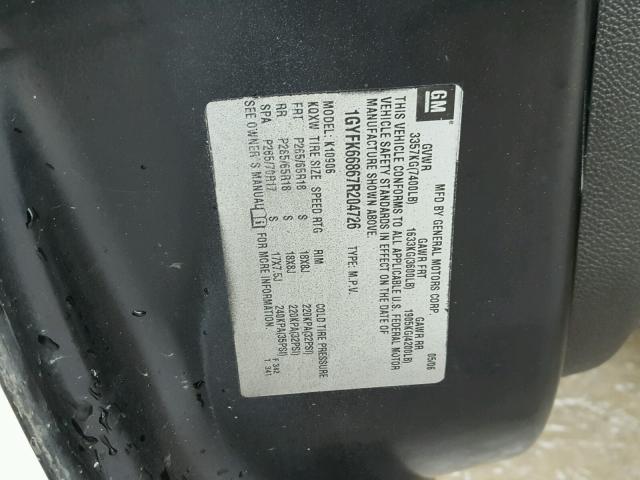 GM
MFD BY GENERAL MOTORS CORP. 05/06
GVWR GAWR FRT GAWR RR
3357KG(7400LB) 1633KG(3600LB) 1905KG(4200LB)
THIS VEHICLE CONFORMS TO ALL APPLICABLE U.S. FEDERAL MOTOR
VEHICLE SAFETY STANDARDS IN EFFECT ON THE DATE OF
MANUFACTURE SHOWN ABOVE.
1GYFK66867R204726 TYPE: M.P.V.
MODEL: K10906
KQXW TIRE SIZE SPEED RTG RIM COLD TIRE PRESSURE
FRT P265/65R18 S 18X8J 220KPA(32PSI)
RR P265/65R18 S 18X8J 220KPA(32PSI)
SPA P265/70R17 S 17X7.5J 240KPA(35PSI)
SEE OWNER'S MANUAL FOR MORE INFORMATION. F 342
1 341